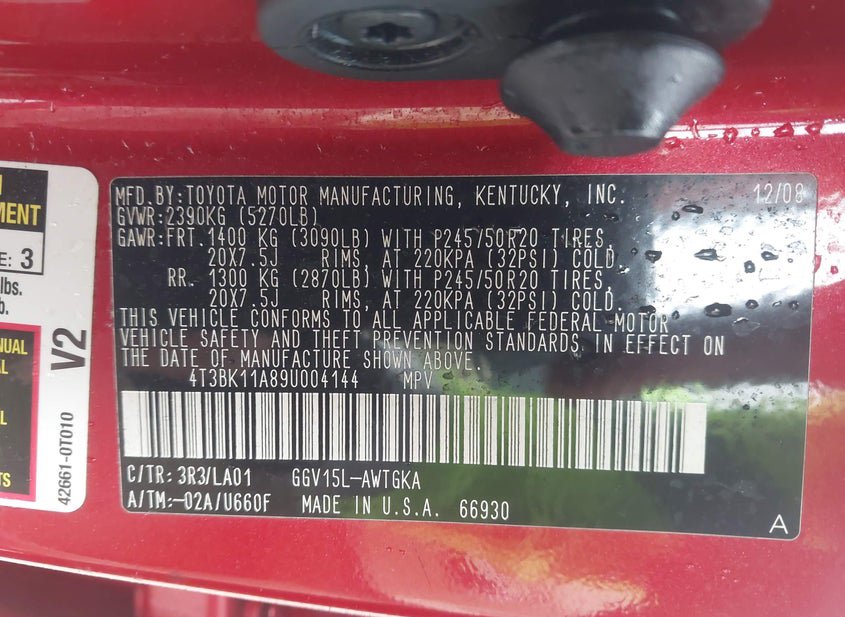 MENT
E: 3
lbs.
b.
NUAL
TS
V2
42661-0T010
MFD.BY:TOYOTA MOTOR MANUFACTURING, KENTUCKY, INC. 12/08
GVWR:2390KG (5270LB)
GAWR:FRT.1400 KG (3090LB) WITH P245/50R20 TIRES,
20X7.5J RIMS, AT 220KPA (32PSI) COLD,
RR. 1300 KG (2870LB) WITH P245/50R20 TIRES,
20X7.5J RIMS, AT 220KPA (32PSI) COLD,
THIS VEHICLE CONFORMS TO ALL APPLICABLE FEDERAL MOTOR
VEHICLE SAFETY AND THEFT PREVENTION STANDARDS IN EFFECT ON
THE DATE OF MANUFACTURE SHOWN ABOVE.
4T3BK11A89U004144 MPV
C/TR: 3R3/LA01 GGV15L-AWTGKA
A/TM:-02A/U660F MADE IN U.S.A. 66930
A